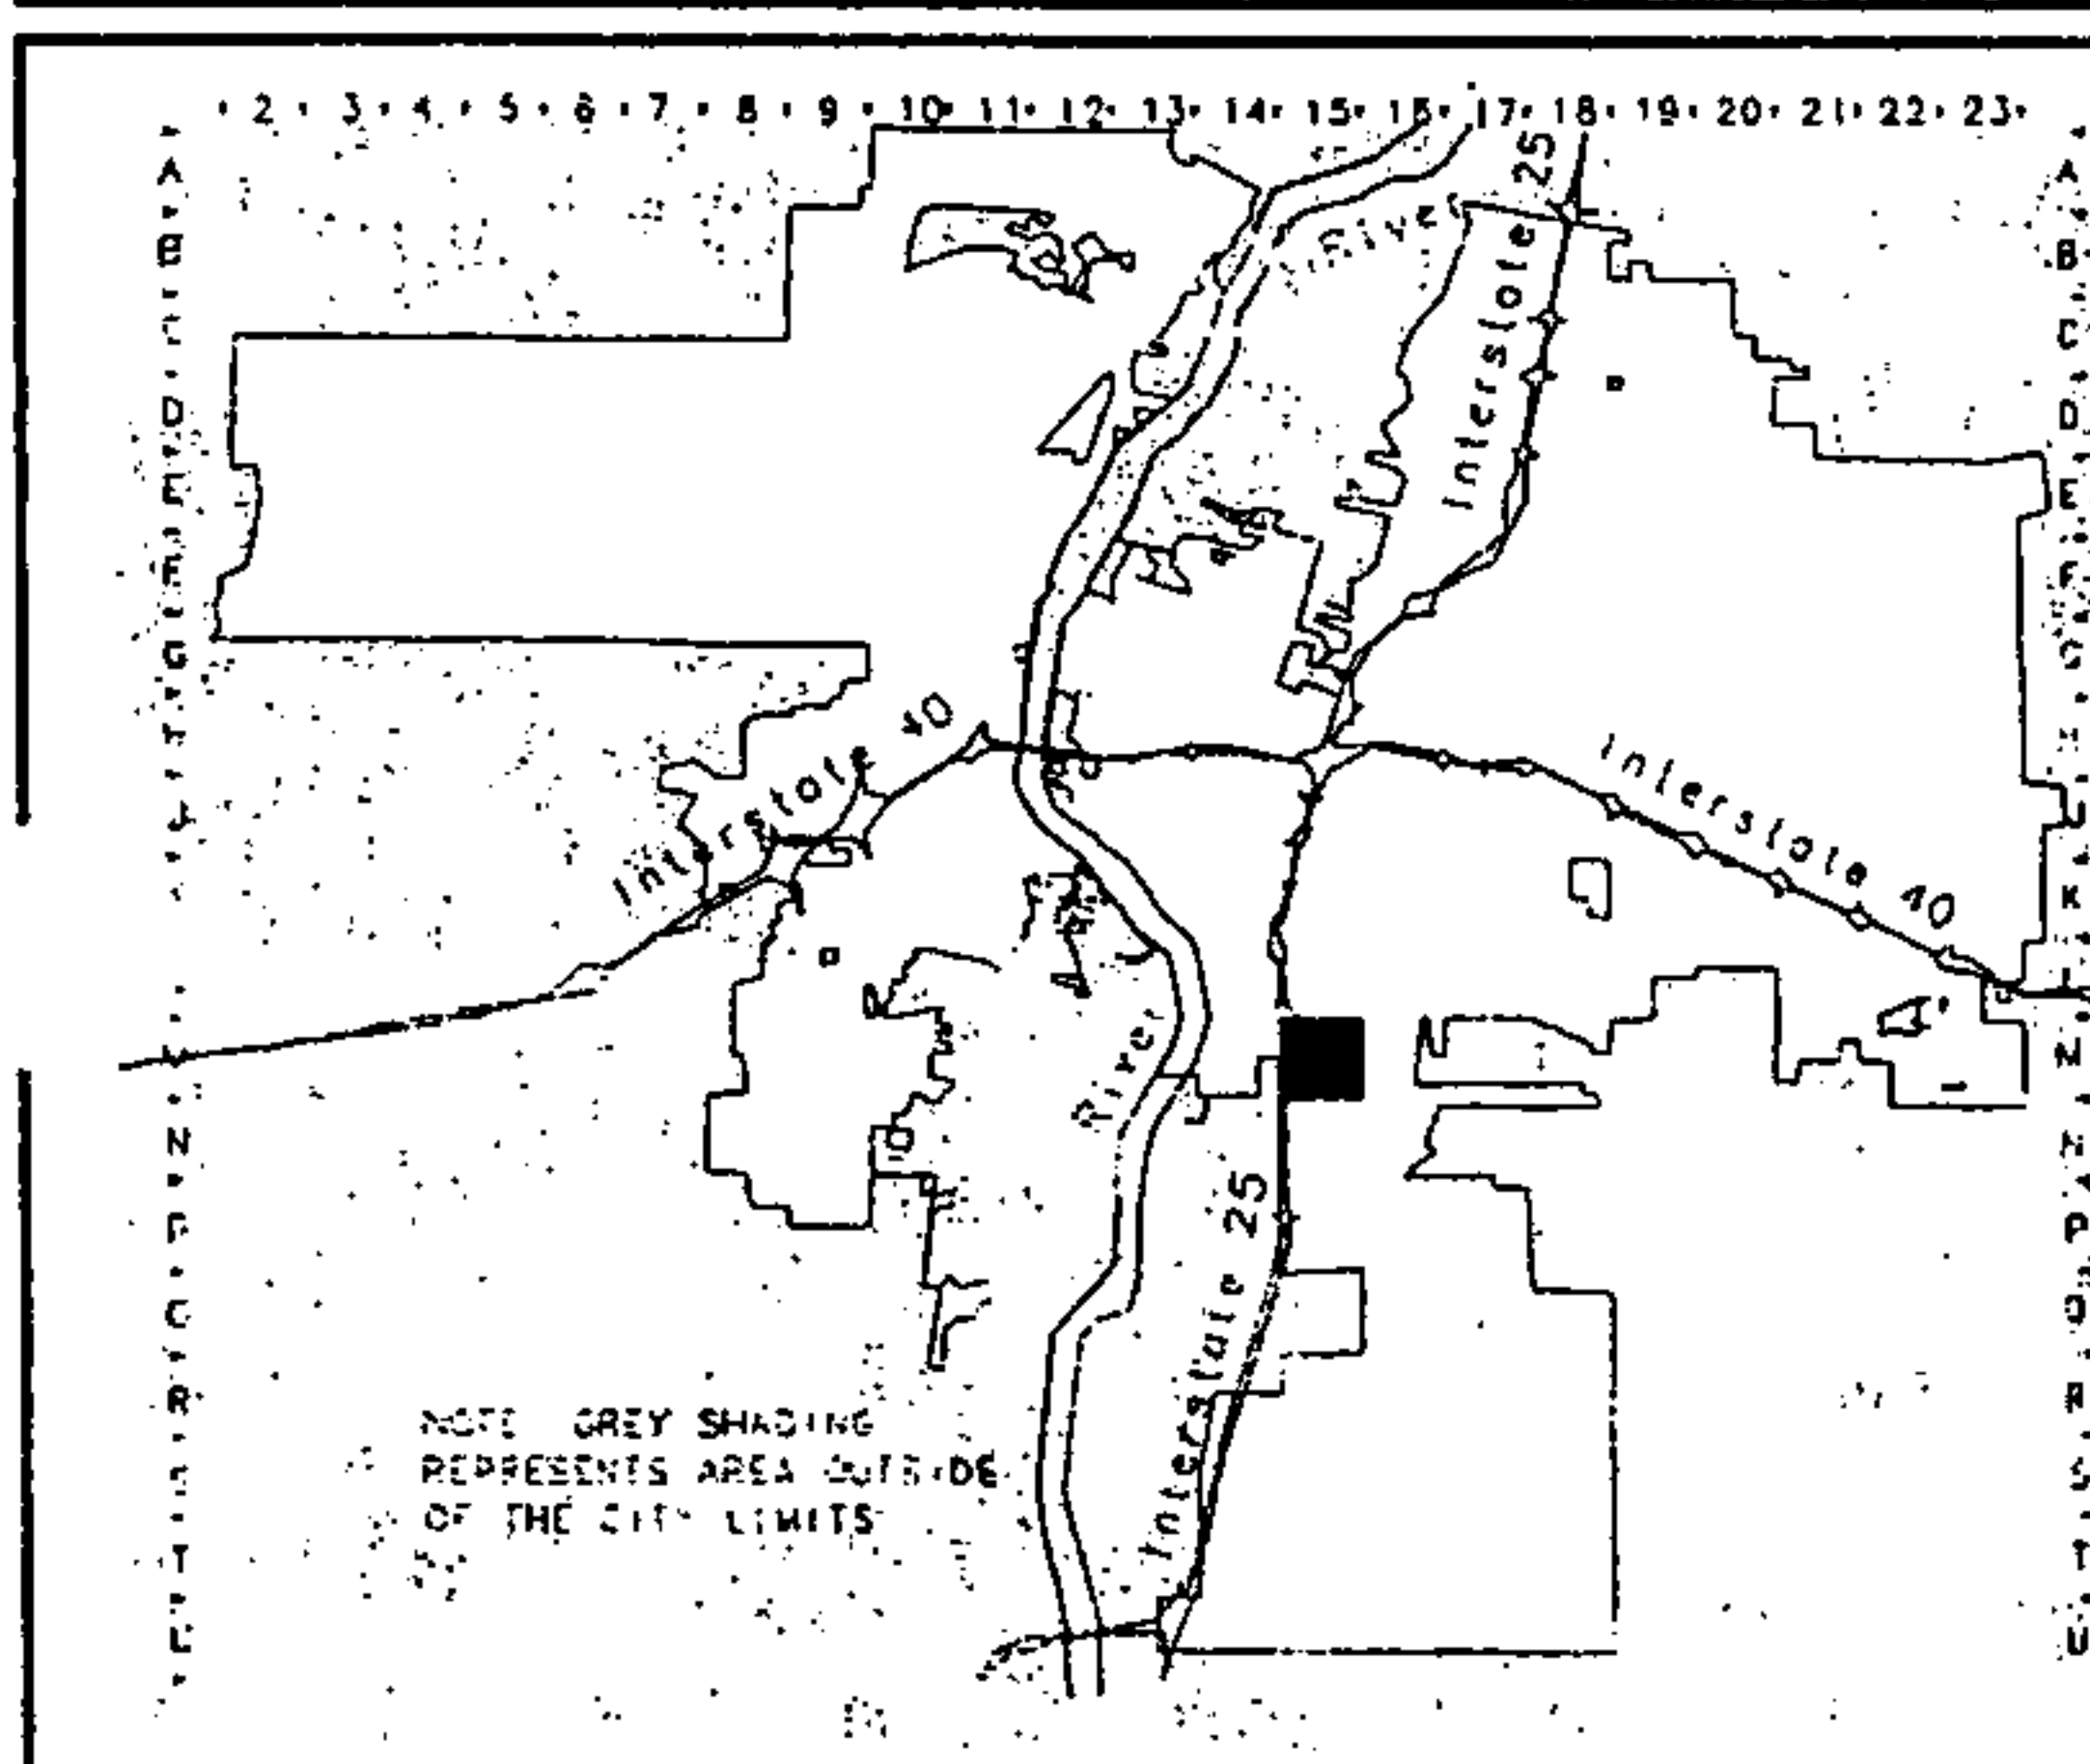 2 3 4 5 6 7 8 9 10 11 12 13 14 15 16 17 18 19 20 21 22 23
A
B
C
D
E
F
G
H
J
N
P
R
T
A
B
C
D
E
F
G
H
J
K
L
M
N
P
R
S
T
U
River
Interstate 25
Interstate 40
Interstate 40
River
Interstate 25
NOTE GREY SHADING
REPRESENTS AREA OUTSIDE
OF THE CITY LIMITS